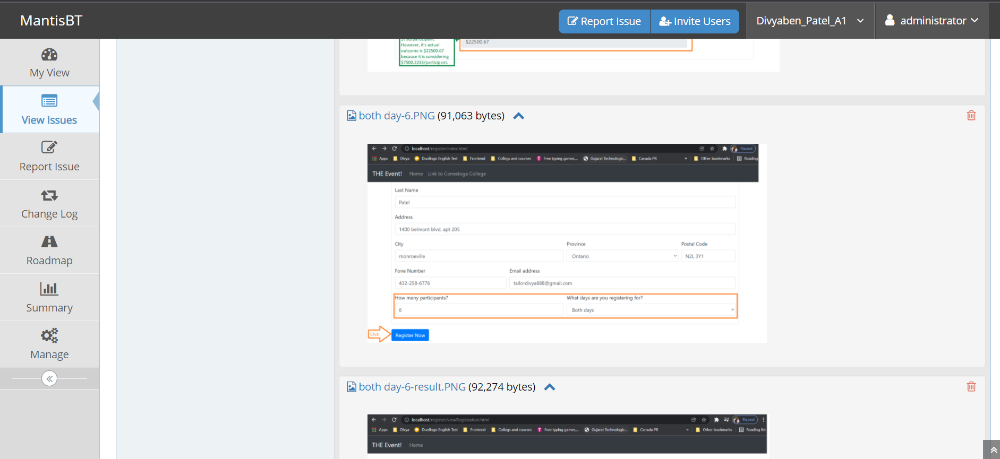 MantisBT
Report Issue
Invite Users
Divyaben_Patel_A1
administrator
My View
View Issues
Report Issue
Change Log
Roadmap
Summary
Manage
$750/participant.
However, it's actual
outcome is $22500.67
because it is considering
$7500.2233/participant.
$22500.67
both day-6.PNG (91,063 bytes)
localhost/register/index.html
Paused
Apps Divya Duolingo English Test Frontend Collegs and courses Free typing games,... Gujarat Technologic... Canada PR » Other bookmarks Reading
THE Event! Home Link to Conestoga College
Last Name
Patel
Address
1400 belmont blvd, apt 205
City Province Postal Code
monroeville Ontario N2L 3Y1
Fone Number Email address
432-258-6776 tailordivya888@gmail.com
How many participants? What days are you registering for?
6 Both days
Click
Register Now
both day-6-result.PNG (92,274 bytes)
localhost/register/viewRegistration.html
Paused
Apps Divya Duolingo English Test Frontend Collegs and courses Free typing games,... Gujarat Technologic... Canada PR » Other bookmarks Reading list
THE Event! Home